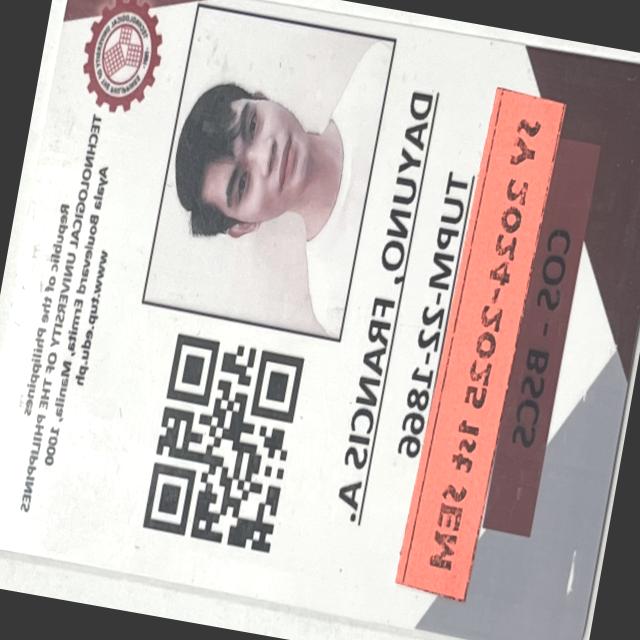 Republic of the Philippines
TECHNOLOGICAL UNIVERSITY OF THE PHILIPPINES
Ayala Boulevard Ermita, Manila, 1000
www.tup.edu.ph
DAYUNO, FRANCIS A.
TUPM-22-1866
SY 2024-2025 1st SEM
COS - BSCS